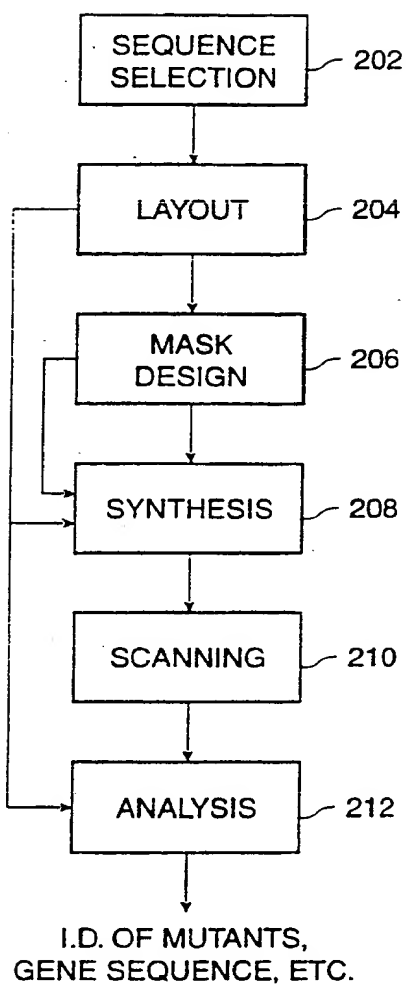 SEQUENCE
SELECTION
202
LAYOUT
204
MASK
DESIGN
206
SYNTHESIS
208
SCANNING
210
ANALYSIS
212
I.D. OF MUTANTS,
GENE SEQUENCE, ETC.